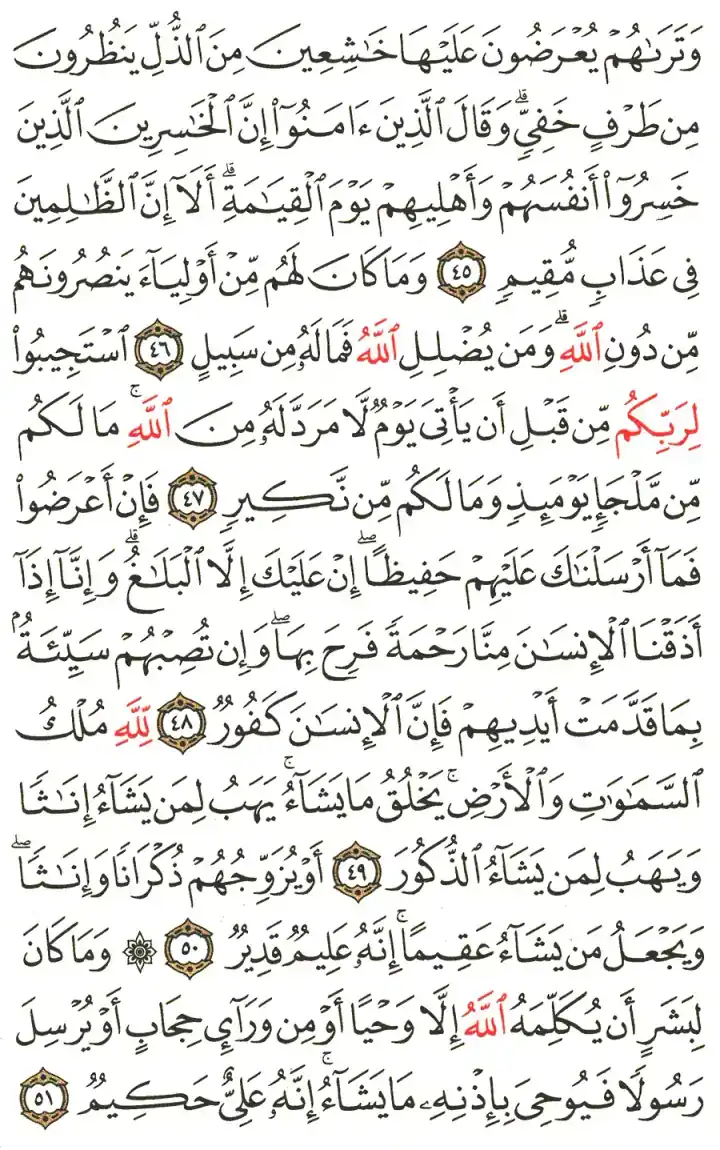 وَتَرَىٰهُمْ يُعْرَضُونَ عَلَيْهَا خَٰشِعِينَ مِنَ ٱلذُّلِّ يَنظُرُونَ
مِن طَرْفٍ خَفِيٍّ ۗ وَقَالَ ٱلَّذِينَ ءَامَنُوٓا۟ إِنَّ ٱلْخَٰسِرِينَ ٱلَّذِينَ
خَسِرُوٓا۟ أَنفُسَهُمْ وَأَهْلِيهِمْ يَوْمَ ٱلْقِيَٰمَةِ ۗ أَلَآ إِنَّ ٱلظَّٰلِمِينَ
فِى عَذَابٍ مُّقِيمٍ ٤٥ وَمَا كَانَ لَهُم مِّنْ أَوْلِيَآءَ يَنصُرُونَهُم
مِّن دُونِ ٱللَّهِ ۗ وَمَن يُضْلِلِ ٱللَّهُ فَمَا لَهُۥ مِن سَبِيلٍ ٤٦ ٱسْتَجِيبُوا۟
لِرَبِّكُم مِّن قَبْلِ أَن يَأْتِىَ يَوْمٌ لَّا مَرَدَّ لَهُۥ مِنَ ٱللَّهِ ۚ مَا لَكُم
مِّن مَّلْجَإٍ يَوْمَئِذٍ وَمَا لَكُم مِّن نَّكِيرٍ ٤٧ فَإِنْ أَعْرَضُوا۟
فَمَآ أَرْسَلْنَٰكَ عَلَيْهِمْ حَفِيظًا ۖ إِنْ عَلَيْكَ إِلَّا ٱلْبَلَٰغُ ۗ وَإِنَّآ إِذَآ
أَذَقْنَا ٱلْإِنسَٰنَ مِنَّا رَحْمَةً فَرِحَ بِهَا ۖ وَإِن تُصِبْهُمْ سَيِّئَةٌۢ
بِمَا قَدَّمَتْ أَيْدِيهِمْ فَإِنَّ ٱلْإِنسَٰنَ كَفُورٌ ٤٨ لِّلَّهِ مُلْكُ
ٱلسَّمَٰوَٰتِ وَٱلْأَرْضِ ۚ يَخْلُقُ مَا يَشَآءُ ۚ يَهَبُ لِمَن يَشَآءُ إِنَٰثًا
وَيَهَبُ لِمَن يَشَآءُ ٱلذُّكُورَ ٤٩ أَوْ يُزَوِّجُهُمْ ذُكْرَانًا وَإِنَٰثًا ۖ
وَيَجْعَلُ مَن يَشَآءُ عَقِيمًا ۚ إِنَّهُۥ عَلِيمٌ قَدِيرٌ ٥٠ ۞ وَمَا كَانَ
لِبَشَرٍ أَن يُكَلِّمَهُ ٱللَّهُ إِلَّا وَحْيًا أَوْ مِن وَرَآئِ حِجَابٍ أَوْ يُرْسِلَ
رَسُولًا فَيُوحِىَ بِإِذْنِهِۦ مَا يَشَآءُ ۚ إِنَّهُۥ عَلِىٌّ حَكِيمٌ ٥١